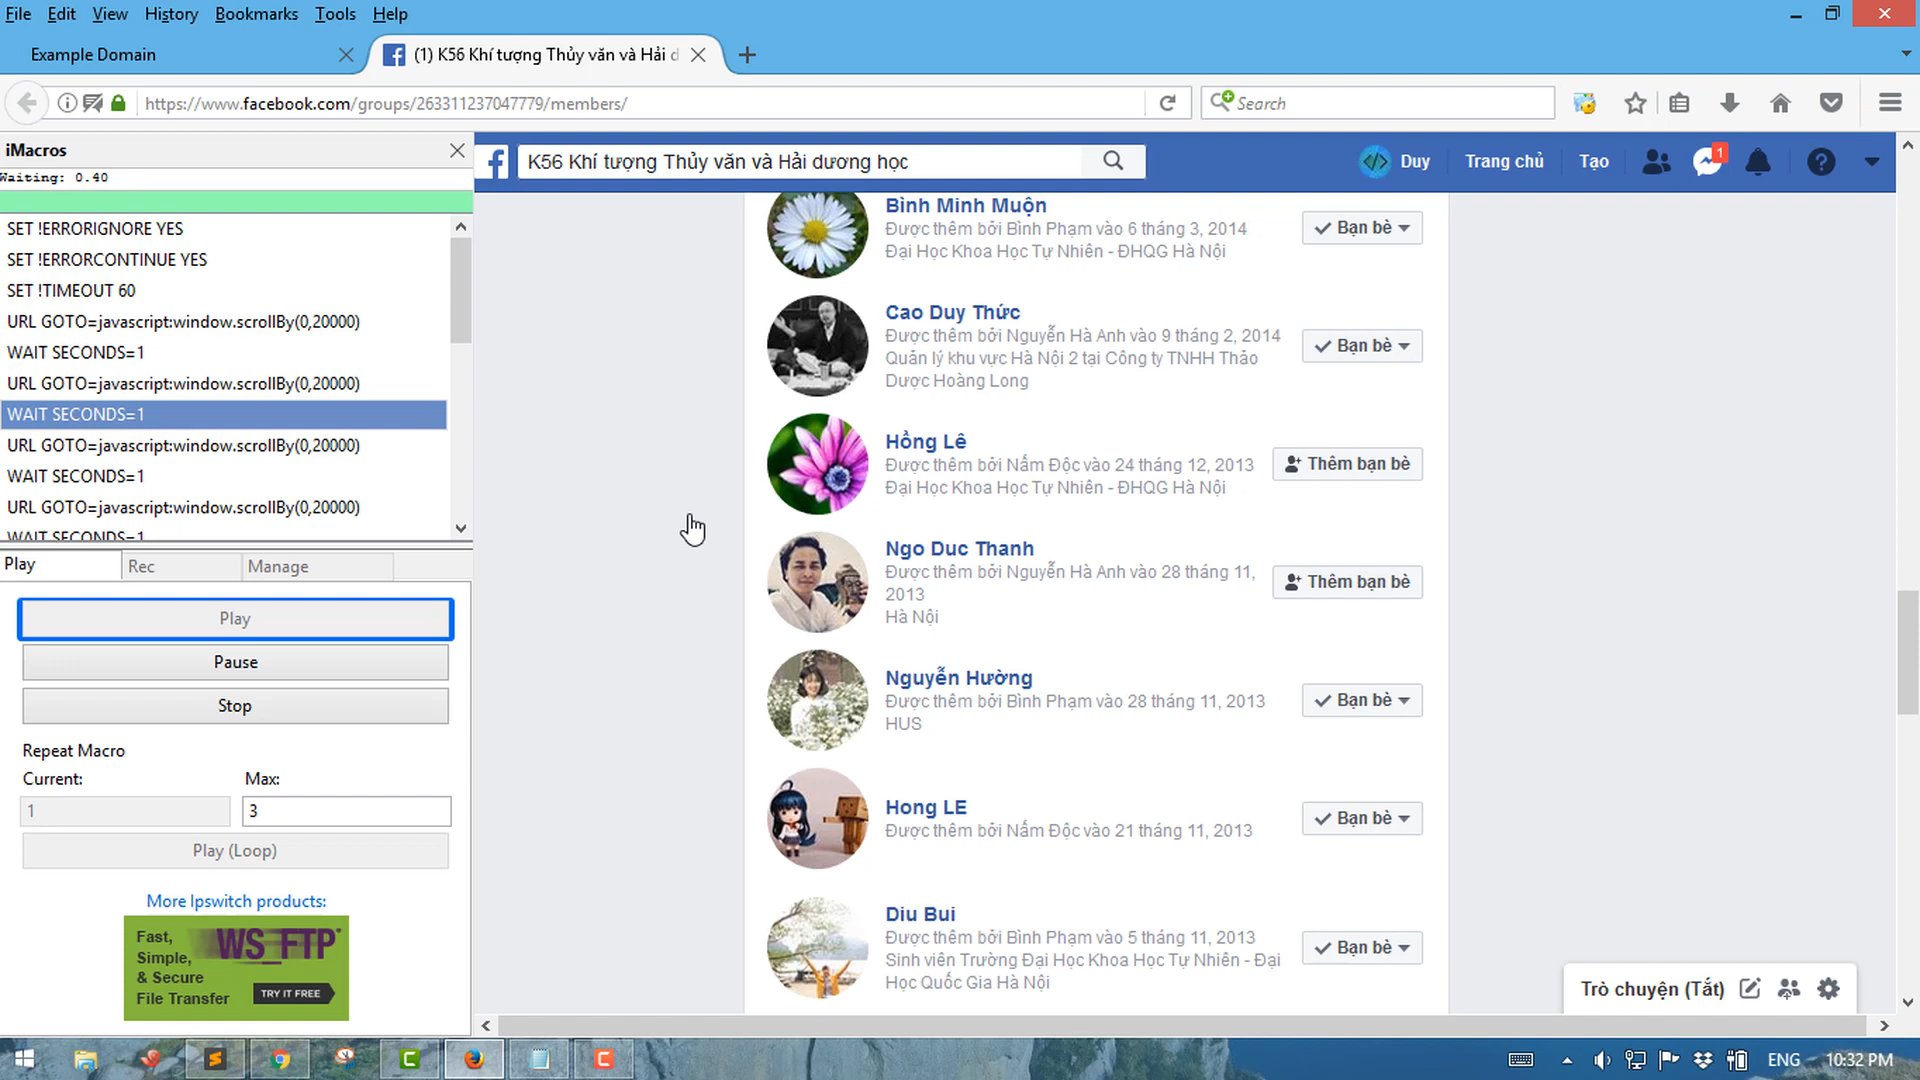 File Edit View History Bookmarks Tools Help
Example Domain
(1) K56 Khí tượng Thủy văn và Hải d
https://www.facebook.com/groups/263311237047779/members/
Search
iMacros
Waiting: 0.40
SET !ERRORIGNORE YES
SET !ERRORCONTINUE YES
SET !TIMEOUT 60
URL GOTO=javascript:window.scrollBy(0,20000)
WAIT SECONDS=1
URL GOTO=javascript:window.scrollBy(0,20000)
WAIT SECONDS=1
URL GOTO=javascript:window.scrollBy(0,20000)
WAIT SECONDS=1
URL GOTO=javascript:window.scrollBy(0,20000)
WAIT SECONDS=1
Play Rec Manage
Play
Pause
Stop
Repeat Macro
Current: Max:
1 3
Play (Loop)
More Ipswitch products:
Fast,
Simple,
& Secure
File Transfer
WS_FTP
TRY IT FREE
K56 Khí tượng Thủy văn và Hải dương học
Duy Trang chủ Tạo 1
Bình Minh Muộn
Được thêm bởi Bình Phạm vào 6 tháng 3, 2014
Đại Học Khoa Học Tự Nhiên - ĐHQG Hà Nội
Bạn bè
Cao Duy Thức
Được thêm bởi Nguyễn Hà Anh vào 9 tháng 2, 2014
Quản lý khu vực Hà Nội 2 tại Công ty TNHH Thảo
Dược Hoàng Long
Bạn bè
Hồng Lê
Được thêm bởi Nấm Độc vào 24 tháng 12, 2013
Đại Học Khoa Học Tự Nhiên - ĐHQG Hà Nội
Thêm bạn bè
Ngo Duc Thanh
Được thêm bởi Nguyễn Hà Anh vào 28 tháng 11,
2013
Hà Nội
Thêm bạn bè
Nguyễn Hường
Được thêm bởi Bình Phạm vào 28 tháng 11, 2013
HUS
Bạn bè
Hong LE
Được thêm bởi Nấm Độc vào 21 tháng 11, 2013
Bạn bè
Diu Bui
Được thêm bởi Bình Phạm vào 5 tháng 11, 2013
Sinh viên Trường Đại Học Khoa Học Tự Nhiên - Đại
Học Quốc Gia Hà Nội
Bạn bè
Trò chuyện (Tắt)
ENG 10:32 PM